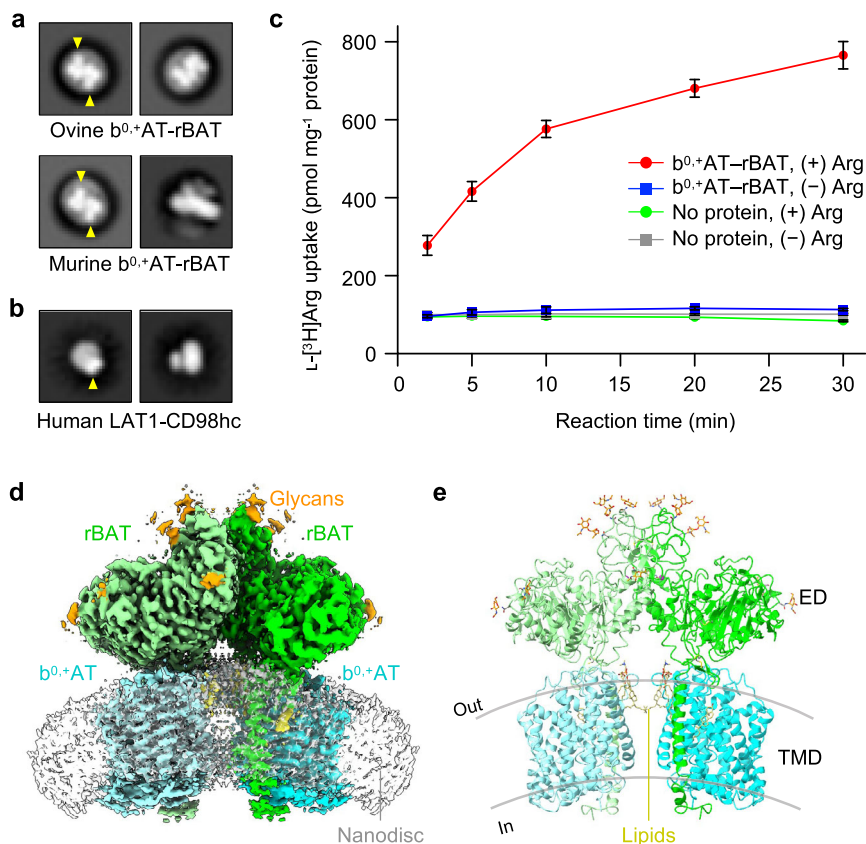 a
Ovine b⁰,⁺AT-rBAT
Murine b⁰,⁺AT-rBAT
b
Human LAT1-CD98hc
c
L-[³H]Arg uptake (pmol mg⁻¹ protein)
800
600
400
200
0
b⁰,⁺AT–rBAT, (+) Arg
b⁰,⁺AT–rBAT, (−) Arg
No protein, (+) Arg
No protein, (−) Arg
0 5 10 15 20 25 30
Reaction time (min)
d
Glycans
rBAT rBAT
b⁰,⁺AT b⁰,⁺AT
Nanodisc
e
ED
Out
TMD
In
Lipids